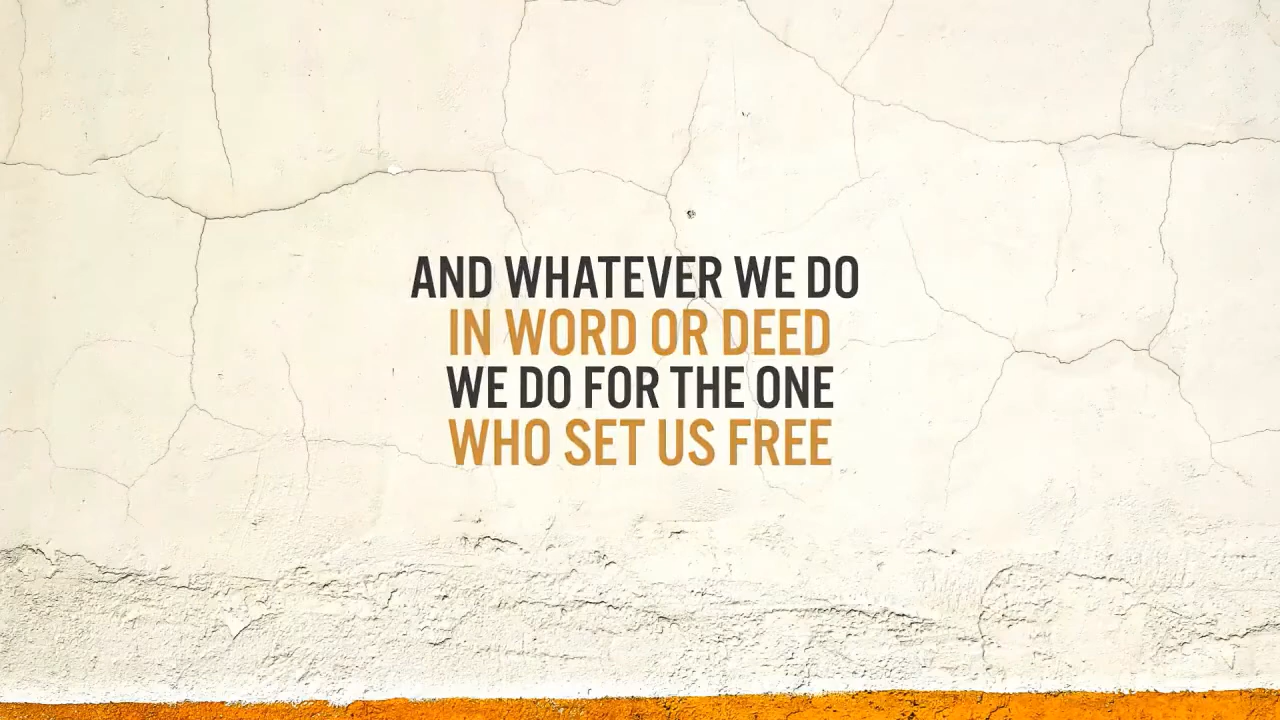 AND WHATEVER WE DO
IN WORD OR DEED
WE DO FOR THE ONE
WHO SET US FREE